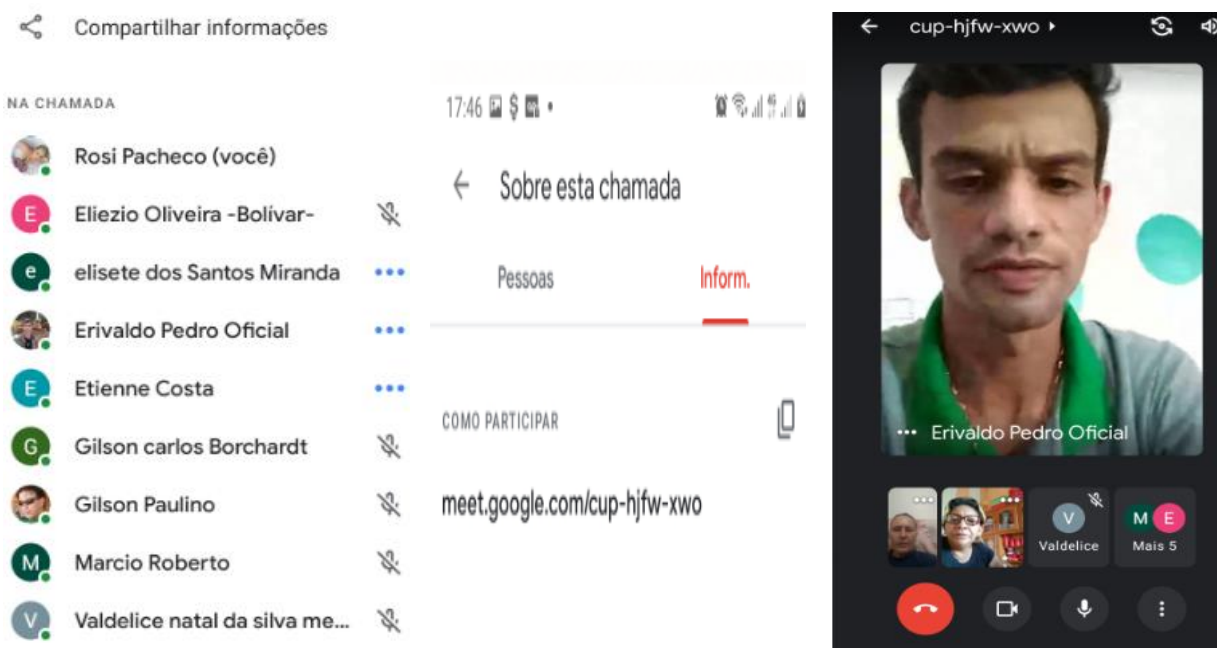 Compartilhar informações
NA CHAMADA
Rosi Pacheco (você)
Eliezio Oliveira -Bolívar-
elisete dos Santos Miranda
Erivaldo Pedro Oficial
Etienne Costa
Gilson carlos Borchardt
Gilson Paulino
Marcio Roberto
Valdelice natal da silva me...
E
e
E
G
M
V
17:46
Sobre esta chamada
Pessoas
Inform.
COMO PARTICIPAR
meet.google.com/cup-hjfw-xwo
cup-hjfw-xwo
Erivaldo Pedro Oficial
V
Valdelice
M E
Mais 5